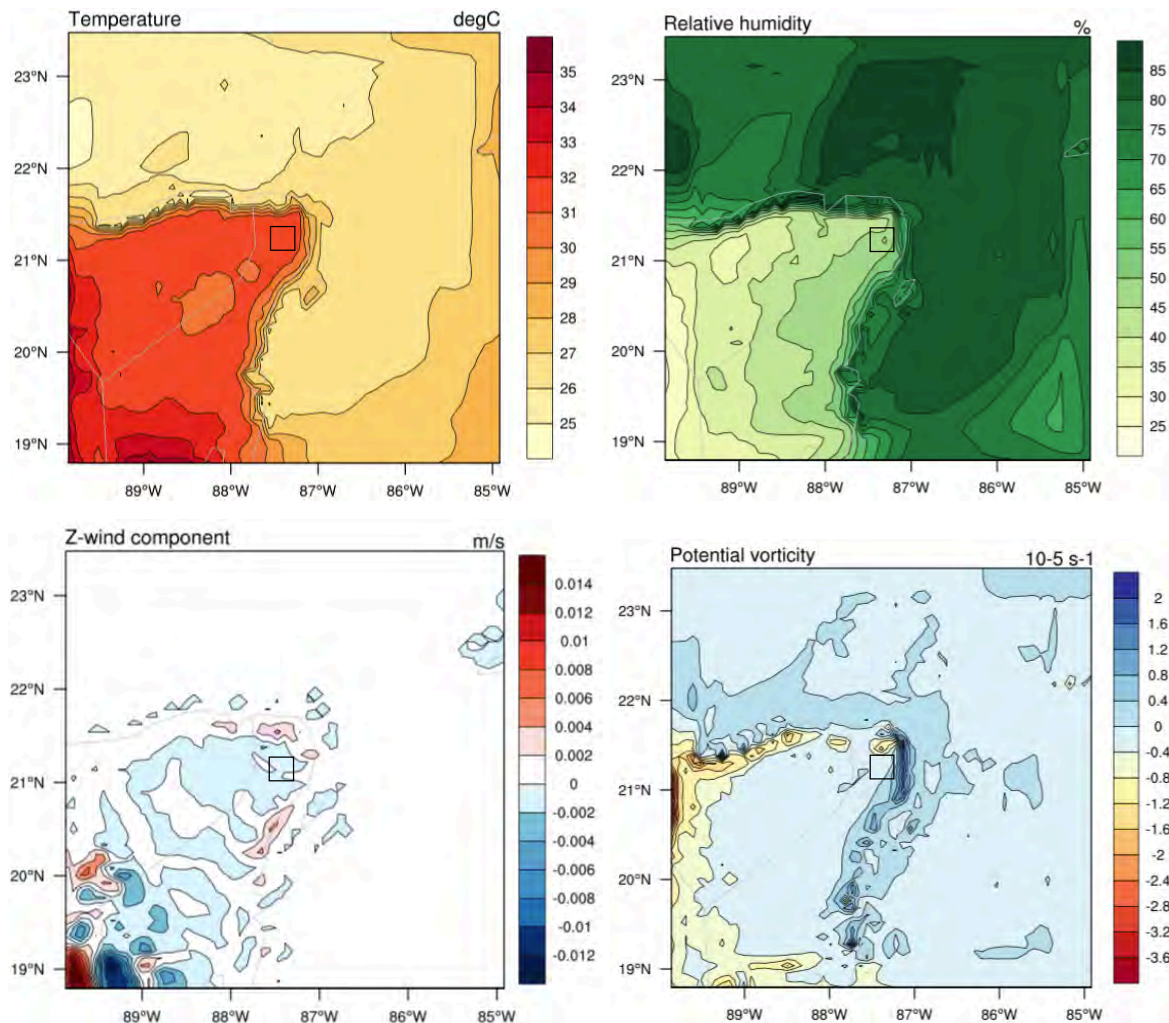 Temperature degC
35
34
33
32
31
30
29
28
27
26
25
23°N
22°N
21°N
20°N
19°N
89°W 88°W 87°W 86°W 85°W
Relative humidity %
85
80
75
70
65
60
55
50
45
40
35
30
25
23°N
22°N
21°N
20°N
19°N
89°W 88°W 87°W 86°W 85°W
Z-wind component m/s
0.014
0.012
0.01
0.008
0.006
0.004
0.002
0
-0.002
-0.004
-0.006
-0.008
-0.01
-0.012
23°N
22°N
21°N
20°N
19°N
89°W 88°W 87°W 86°W 85°W
Potential vorticity 10-5 s-1
2
1.6
1.2
0.8
0.4
0
-0.4
-0.8
-1.2
-1.6
-2
-2.4
-2.8
-3.2
-3.6
23°N
22°N
21°N
20°N
19°N
89°W 88°W 87°W 86°W 85°W